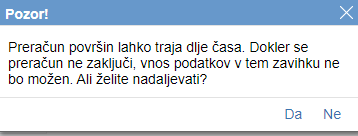 Pozor!
Preračun površin lahko traja dlje časa. Dokler se
preračun ne zaključi, vnos podatkov v tem zavihku ne
bo možen. Ali želite nadaljevati?
Da Ne